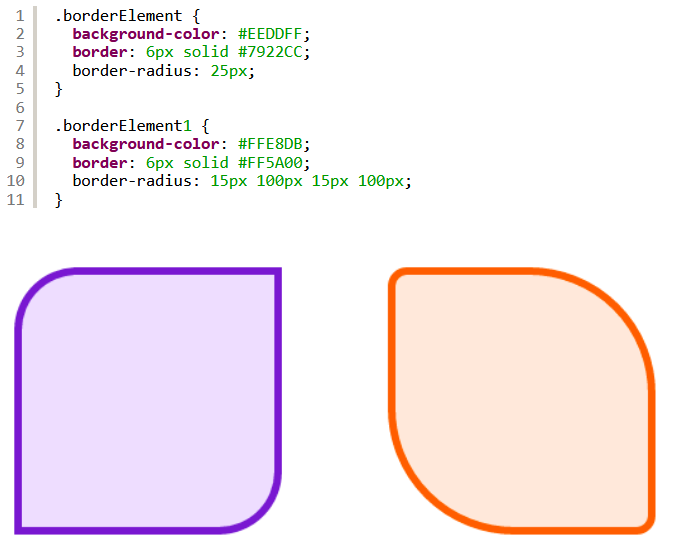 1 .borderElement {
2 background-color: #EEDDFF;
3 border: 6px solid #7922CC;
4 border-radius: 25px;
5 }
6
7 .borderElement1 {
8 background-color: #FFE8DB;
9 border: 6px solid #FF5A00;
10 border-radius: 15px 100px 15px 100px;
11 }